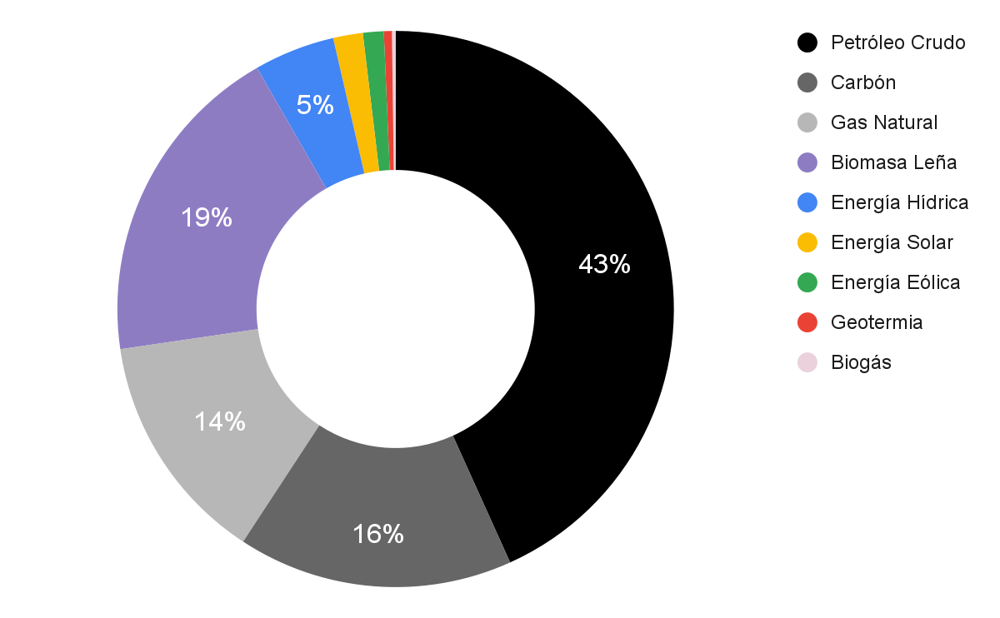 Petróleo Crudo
Carbón
Gas Natural
Biomasa Leña
Energía Hídrica
Energía Solar
Energía Eólica
Geotermia
Biogás
5%
19%
43%
14%
16%